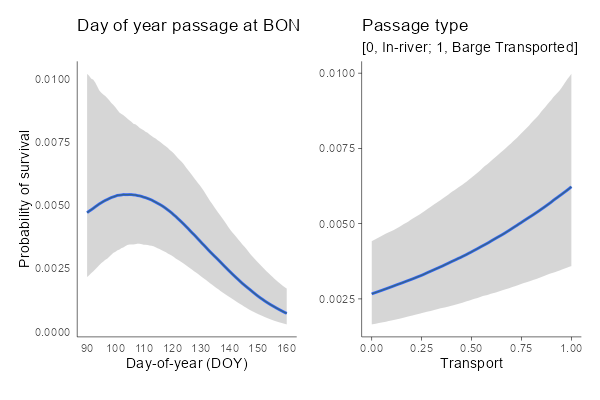 Day of year passage at BON
Probability of survival
0.0100
0.0075
0.0050
0.0025
0.0000
90 100 110 120 130 140 150 160
Day-of-year (DOY)
Passage type
[0, In-river; 1, Barge Transported]
0.0100
0.0075
0.0050
0.0025
0.00 0.25 0.50 0.75 1.00
Transport